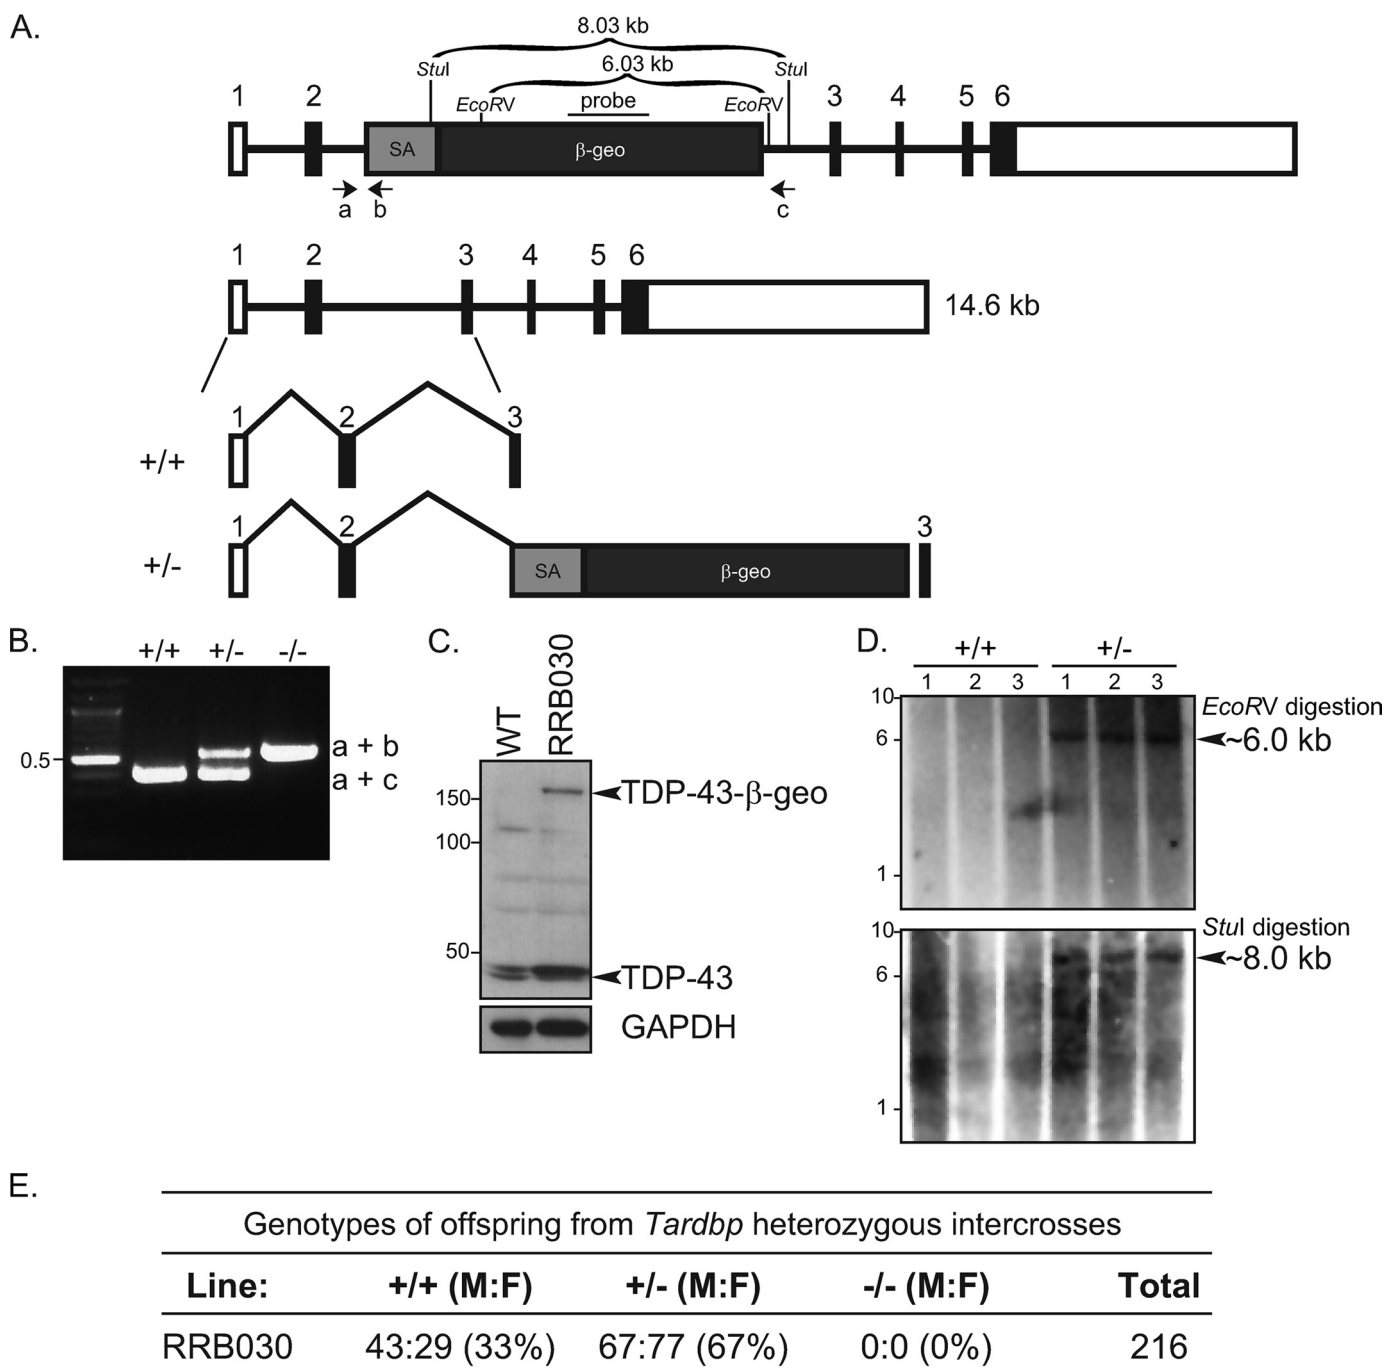 A.
8.03 kb
StuI
6.03 kb
StuI
EcoRV
probe
EcoRV
1 2 3 4 5 6
SA
β-geo
a b c
1 2 3 4 5 6
14.6 kb
1 2 3
+/+
1 2 3
+/-
SA
β-geo
B.
+/+ +/- -/-
0.5
a + b
a + c
C.
WT
RRB030
150
TDP-43-β-geo
100
50
TDP-43
GAPDH
D.
+/+ +/-
1 2 3 1 2 3
10
EcoRV digestion
6
~6.0 kb
1
10
StuI digestion
~8.0 kb
6
1
E.
Genotypes of offspring from Tardbp heterozygous intercrosses
Line: +/+ (M:F) +/- (M:F) -/- (M:F) Total
RRB030 43:29 (33%) 67:77 (67%) 0:0 (0%) 216